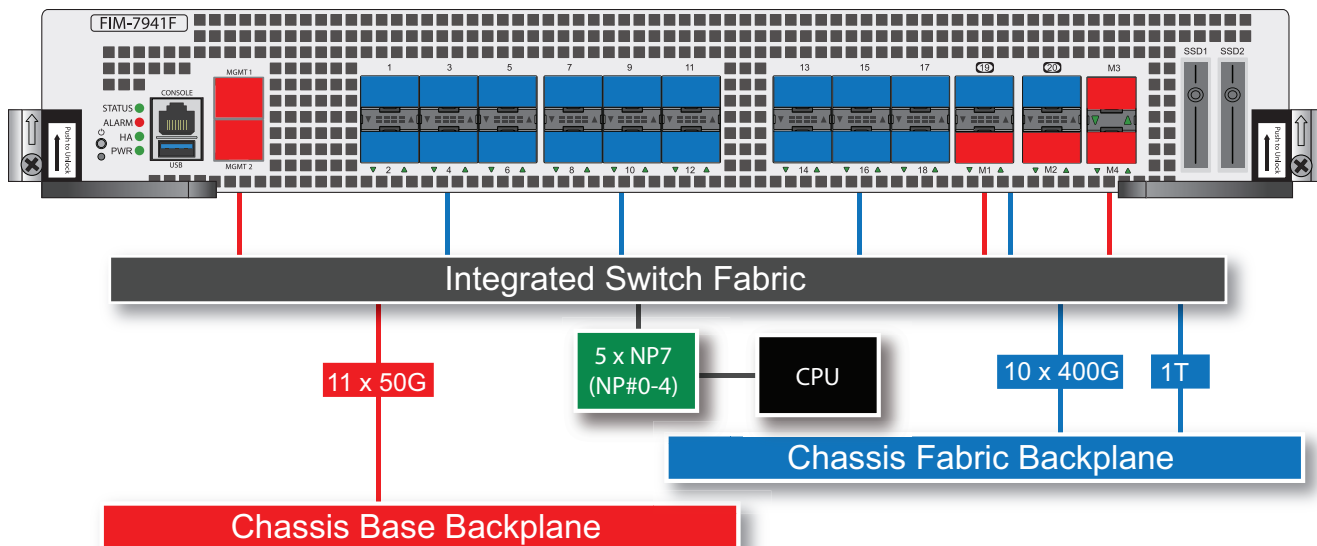 FIM-7941F
SSD1 SSD2
1 3 5 7 9 11 13 15 17 19 20 M3
MGMT 1
CONSOLE
STATUS
ALARM
HA
PWR
USB
MGMT 2
2 4 6 8 10 12 14 16 18 M1 M2 M4
Push to Unlock
Push to Unlock
Integrated Switch Fabric
5 x NP7
(NP#0-4)
CPU
11 x 50G
10 x 400G
1T
Chassis Fabric Backplane
Chassis Base Backplane